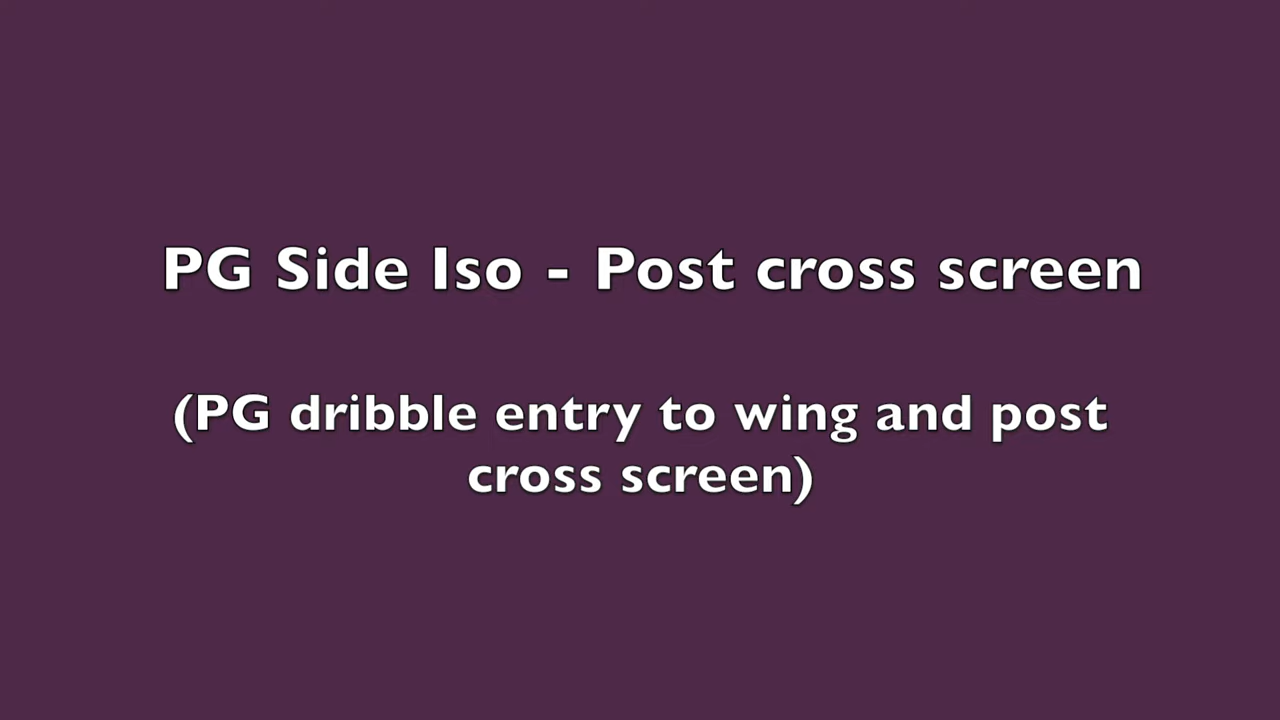 PG Side Iso - Post cross screen
(PG dribble entry to wing and post
cross screen)